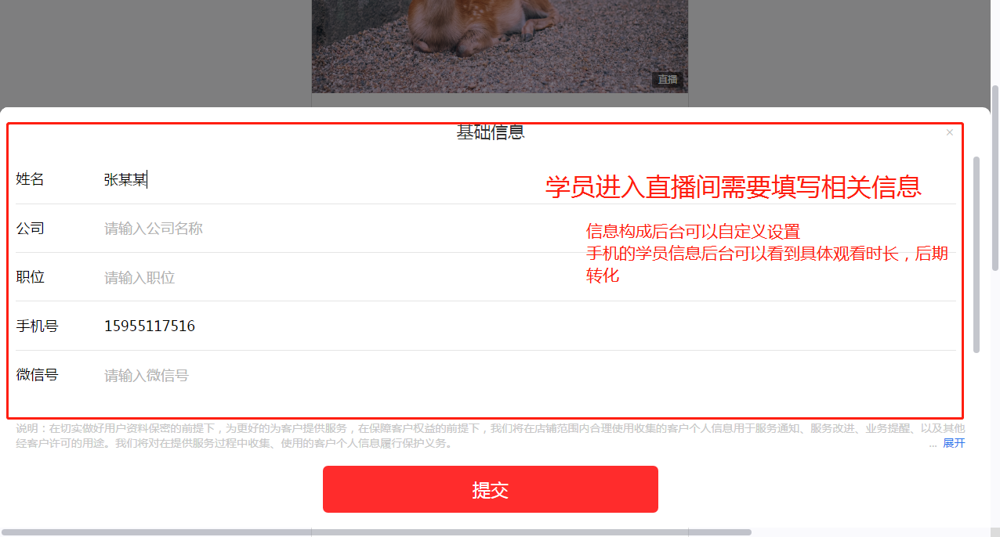 直播
基础信息
×
姓名 张某某
学员进入直播间需要填写相关信息
公司 请输入公司名称
信息构成后台可以自定义设置
手机的学员信息后台可以看到具体观看时长，后期
转化
职位 请输入职位
手机号 15955117516
微信号 请输入微信号
说明：在切实做好用户资料保密的前提下，为更好的为客户提供服务，在保障客户权益的前提下，我们将在店铺范围内合理使用收集的客户个人信息用于服务通知、服务改进、业务提醒、以及其他
经客户许可的用途。我们将对在提供服务过程中收集、使用的客户个人信息履行保护义务。 ... 展开
提交